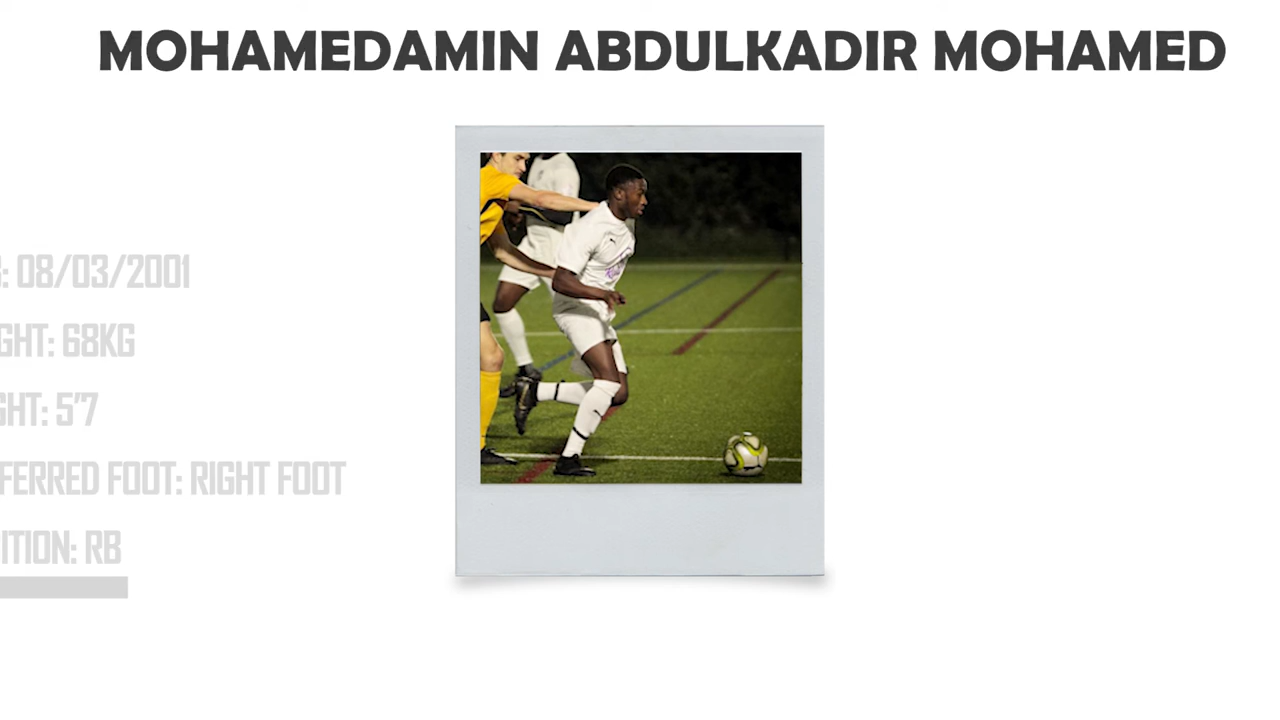 MOHAMEDAMIN ABDULKADIR MOHAMED
: 08/03/2001
GHT: 68KG
GHT: 5'7
FERRED FOOT: RIGHT FOOT
ITION: RB